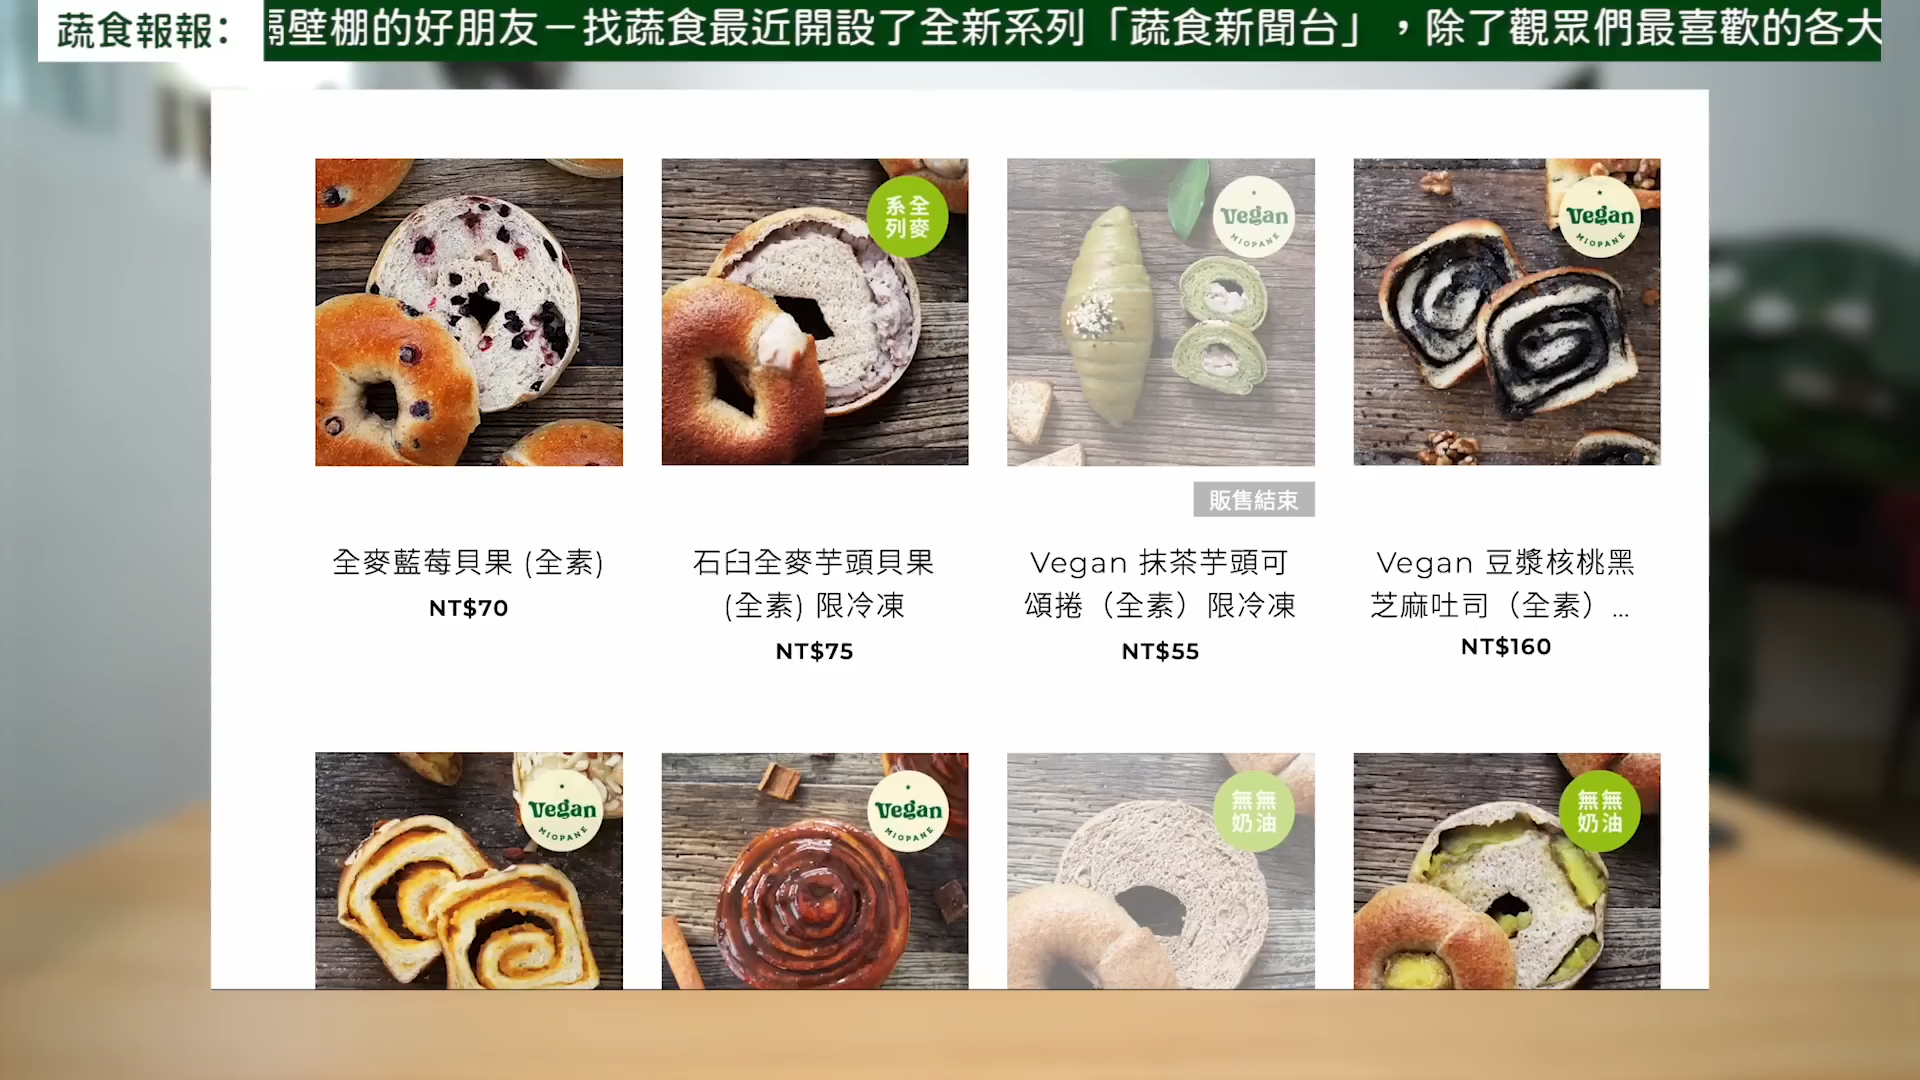 蔬食報報：
隔壁棚的好朋友－找蔬食最近開設了全新系列「蔬食新聞台」，除了觀眾們最喜歡的各大
全麥
系列
Vegan
MIOPANE
Vegan
MIOPANE
販售結束
全麥藍莓貝果 (全素)
NT$70
石臼全麥芋頭貝果
(全素) 限冷凍
NT$75
Vegan 抹茶芋頭可
頌捲（全素）限冷凍
NT$55
Vegan 豆漿核桃黑
芝麻吐司（全素）...
NT$160
Vegan
MIOPANE
Vegan
MIOPANE
無油
無奶
無油
無奶